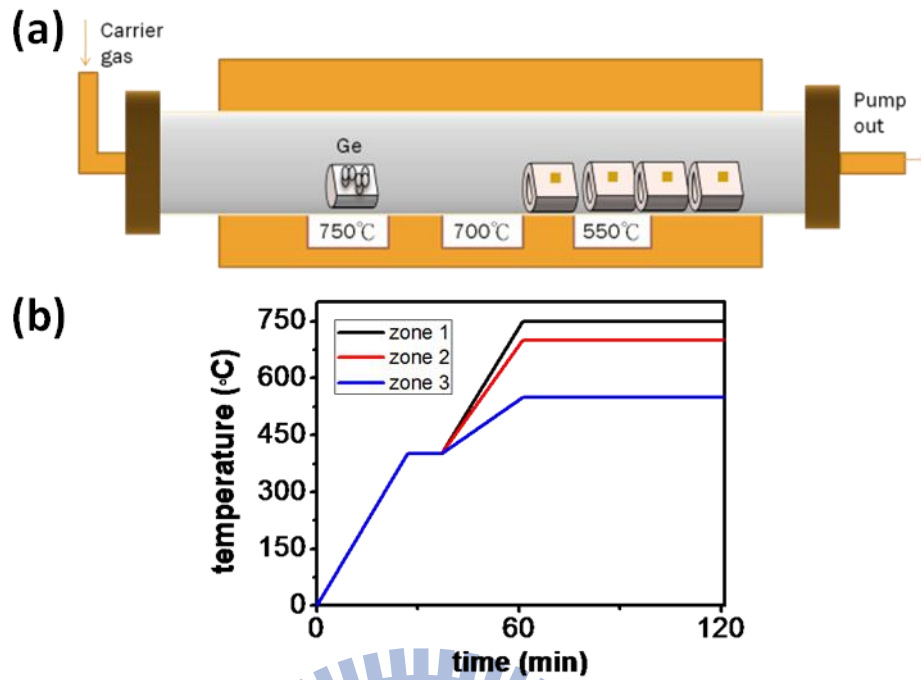 (a)
Carrier
gas
Ge
Pump
out
750℃
700℃
550℃
(b)
temperature (°C)
750
600
450
300
150
0
zone 1
zone 2
zone 3
0
60
120
time (min)